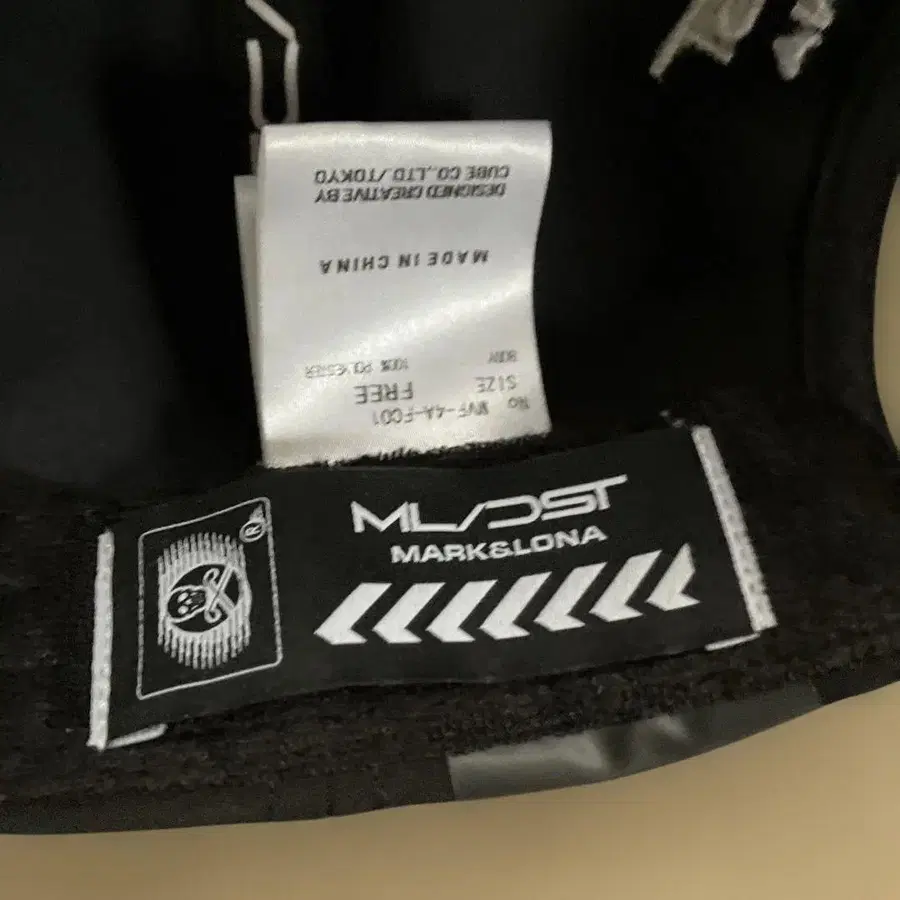 No MVF-4A-FC01
SIZE FREE
BODY 100% POLYESTER
MADE IN CHINA
DESIGNED CREATIVE BY
CUBE CO.,LTD./TOKYO
ML/DST
MARK&LONA
R